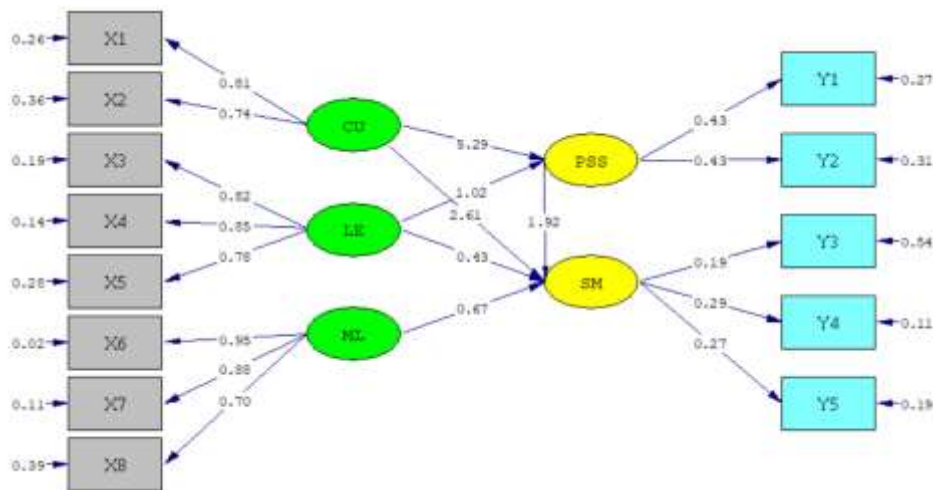 0.26 X1
0.36 X2
0.19 X3
0.14 X4
0.28 X5
0.02 X6
0.11 X7
0.39 X8
0.81
0.74
0.82
0.85
0.78
0.95
0.88
0.70
CU
LE
ML
5.29
1.02
2.61
0.43
0.67
1.92
PSS
SM
0.43
0.43
0.19
0.29
0.27
Y1 0.27
Y2 0.31
Y3 0.54
Y4 0.11
Y5 0.19